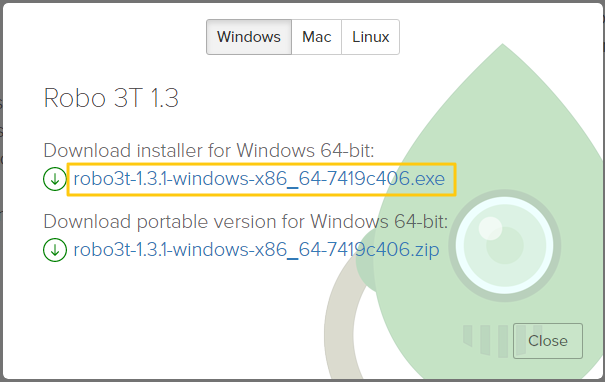 Windows Mac Linux
Robo 3T 1.3
Download installer for Windows 64-bit:
robo3t-1.3.1-windows-x86_64-7419c406.exe
Download portable version for Windows 64-bit:
robo3t-1.3.1-windows-x86_64-7419c406.zip
Close